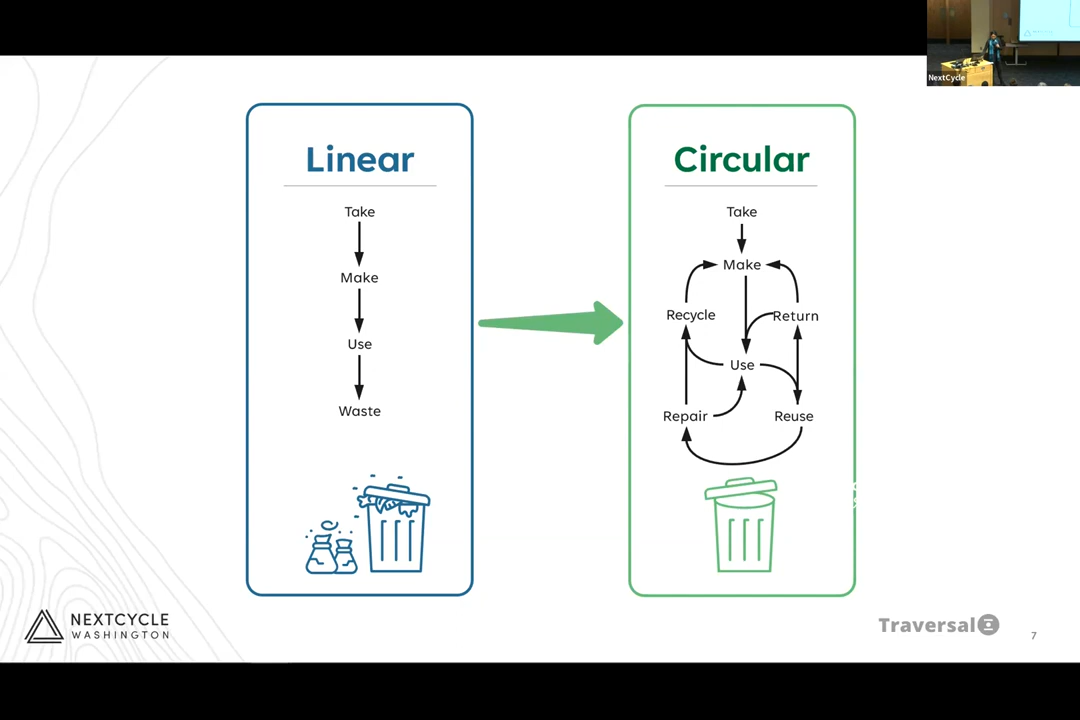 NextCycle
Linear
Take
Make
Use
Waste
Circular
Take
Make
Recycle
Return
Use
Repair
Reuse
NEXTCYCLE
WASHINGTON
Traversal
7